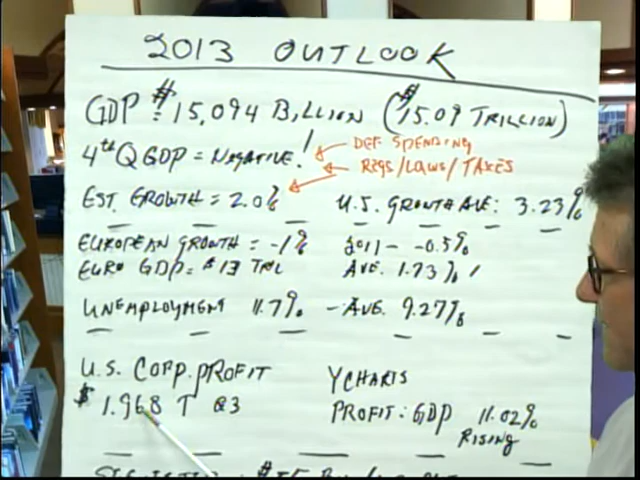 2013 OUTLOOK
GDP = $15,094 BILLION ($15.09 TRILLION)
4th Q GDP = NEGATIVE! DEF. SPENDING
REGS/LAWS/TAXES
EST. GROWTH = 2.0% U.S. GROWTH AVE: 3.23%
EUROPEAN GROWTH = -1% 2011 - -0.5%
EURO GDP = $13 TRIL AVE. 1.73%
UNEMPLOYMENT 11.7% - AVE. 9.27%
U.S. CORP. PROFIT YCHARTS
$1.968 T Q3 PROFIT: GDP 11.02%
RISING